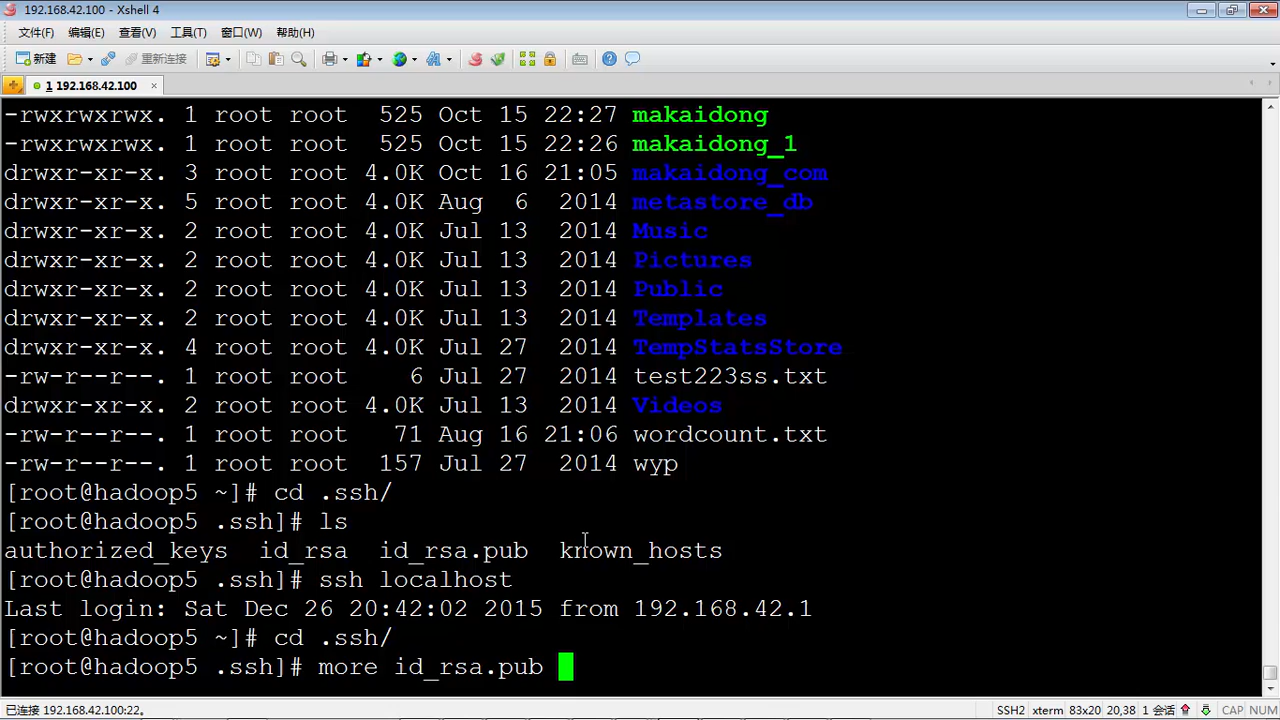 192.168.42.100 - Xshell 4
文件(F) 编辑(E) 查看(V) 工具(T) 窗口(W) 帮助(H)
新建 重新连接
1 192.168.42.100
-rwxrwxrwx. 1 root root 525 Oct 15 22:27 makaidong
-rwxrwxrwx. 1 root root 525 Oct 15 22:26 makaidong_1
drwxr-xr-x. 3 root root 4.0K Oct 16 21:05 makaidong_com
drwxr-xr-x. 5 root root 4.0K Aug 6 2014 metastore_db
drwxr-xr-x. 2 root root 4.0K Jul 13 2014 Music
drwxr-xr-x. 2 root root 4.0K Jul 13 2014 Pictures
drwxr-xr-x. 2 root root 4.0K Jul 13 2014 Public
drwxr-xr-x. 2 root root 4.0K Jul 13 2014 Templates
drwxr-xr-x. 4 root root 4.0K Jul 27 2014 TempStatsStore
-rw-r--r--. 1 root root 6 Jul 27 2014 test223ss.txt
drwxr-xr-x. 2 root root 4.0K Jul 13 2014 Videos
-rw-r--r--. 1 root root 71 Aug 16 21:06 wordcount.txt
-rw-r--r--. 1 root root 157 Jul 27 2014 wyp
[root@hadoop5 ~]# cd .ssh/
[root@hadoop5 .ssh]# ls
authorized_keys id_rsa id_rsa.pub known_hosts
[root@hadoop5 .ssh]# ssh localhost
Last login: Sat Dec 26 20:42:02 2015 from 192.168.42.1
[root@hadoop5 ~]# cd .ssh/
[root@hadoop5 .ssh]# more id_rsa.pub
已连接 192.168.42.100:22。 SSH2 xterm 83x20 20,38 1 会话 CAP NUM